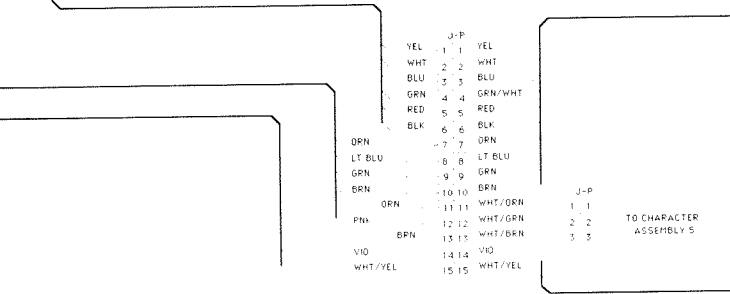 J-P
YEL 1 1 YEL
WHT 2 2 WHT
BLU 3 3 BLU
GRN 4 4 GRN/WHT
RED 5 5 RED
BLK 6 6 BLK
ORN 7 7 ORN
LT BLU 8 8 LT BLU
GRN 9 9 GRN
BRN 10 10 BRN
J-P
ORN 11 11 WHT/ORN 1 1
PNK 12 12 WHT/GRN 2 2 TO CHARACTER
BRN 13 13 WHT/BRN 3 3 ASSEMBLY 5
VIO 14 14 VIO
WHT/YEL 15 15 WHT/YEL